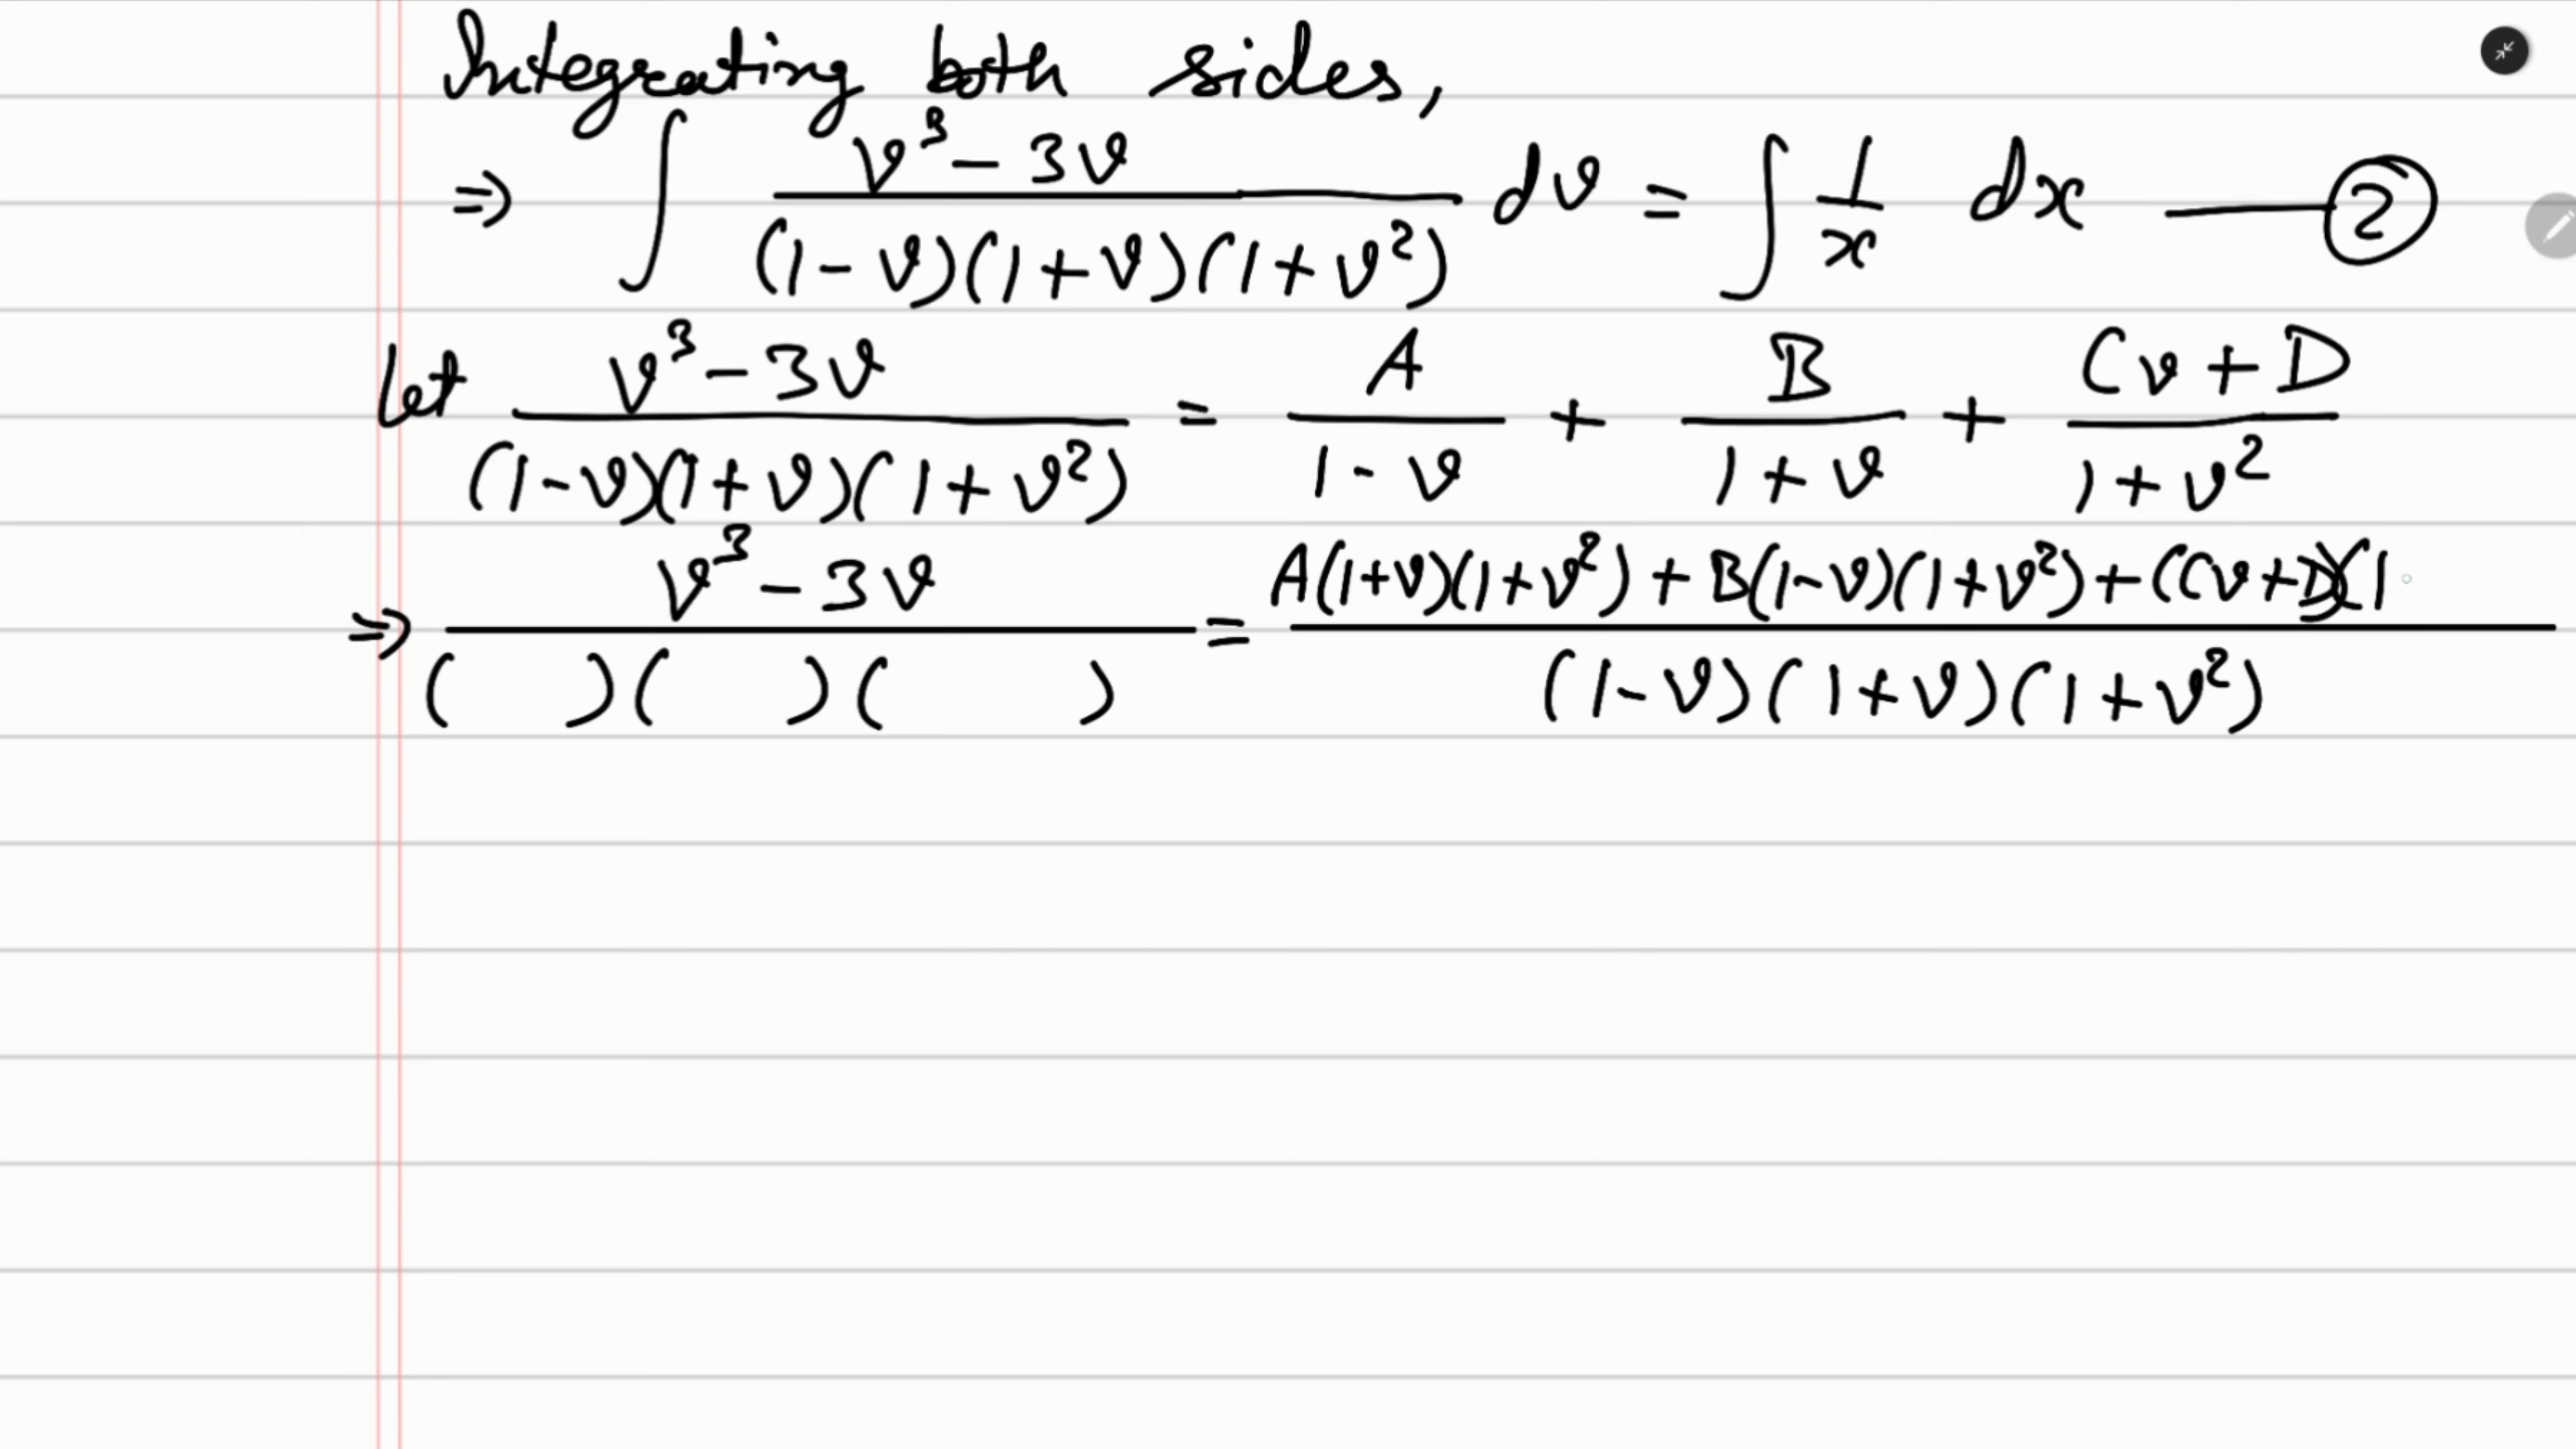 Integrating both sides,
⇒ ∫ (v³ − 3v)/((1 − v)(1 + v)(1 + v²)) dv = ∫ 1/x dx —— ②
Let (v³ − 3v)/((1 − v)(1 + v)(1 + v²)) = A/(1 − v) + B/(1 + v) + (Cv + D)/(1 + v²)
⇒ (v³ − 3v)/(( )( )( )) = (A(1+v)(1+v²) + B(1−v)(1+v²) + (Cv+D)(1)/((1−v)(1+v)(1+v²))